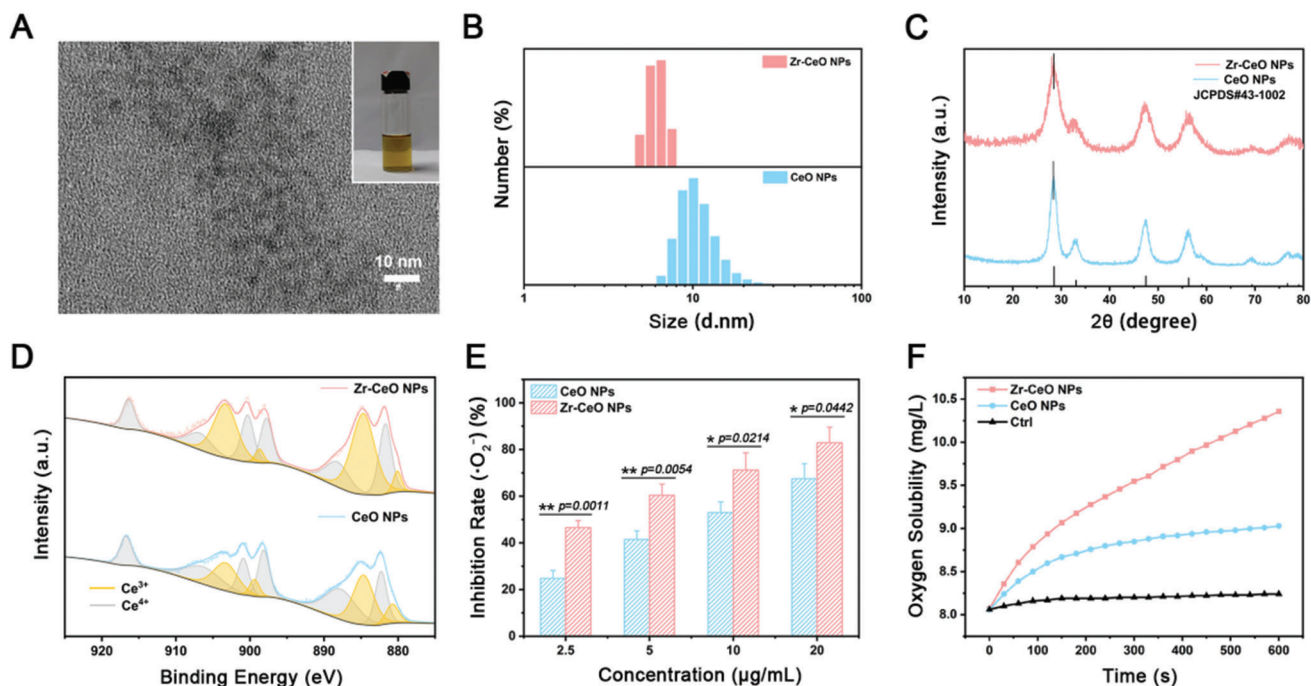 A
10 nm
B
Zr-CeO NPs
CeO NPs
Number (%)
1
10
100
Size (d.nm)
C
Zr-CeO NPs
CeO NPs
JCPDS#43-1002
Intensity (a.u.)
10
20
30
40
50
60
70
80
2θ (degree)
D
Zr-CeO NPs
CeO NPs
Ce³⁺
Ce⁴⁺
Intensity (a.u.)
920
910
900
890
880
Binding Energy (eV)
E
CeO NPs
Zr-CeO NPs
** p=0.0011
** p=0.0054
* p=0.0214
* p=0.0442
Inhibition Rate (·O₂⁻) (%)
100
80
60
40
20
0
2.5
5
10
20
Concentration (μg/mL)
F
Zr-CeO NPs
CeO NPs
Ctrl
Oxygen Solubility (mg/L)
10.5
10.0
9.5
9.0
8.5
8.0
0
100
200
300
400
500
600
Time (s)